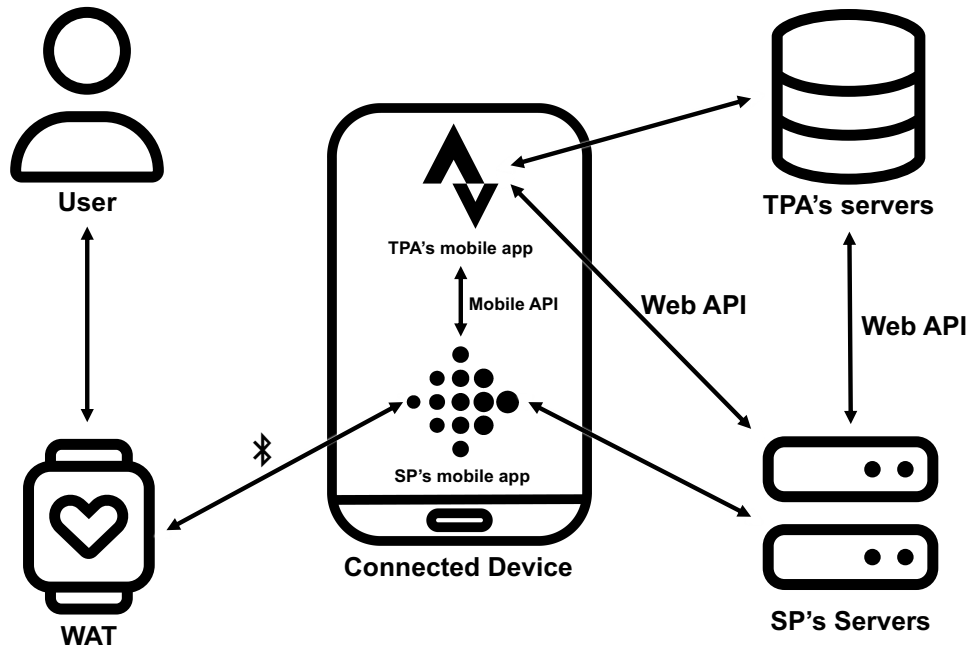 User
TPA’s servers
TPA’s mobile app
Mobile API
Web API
Web API
SP’s mobile app
Connected Device
WAT
SP’s Servers